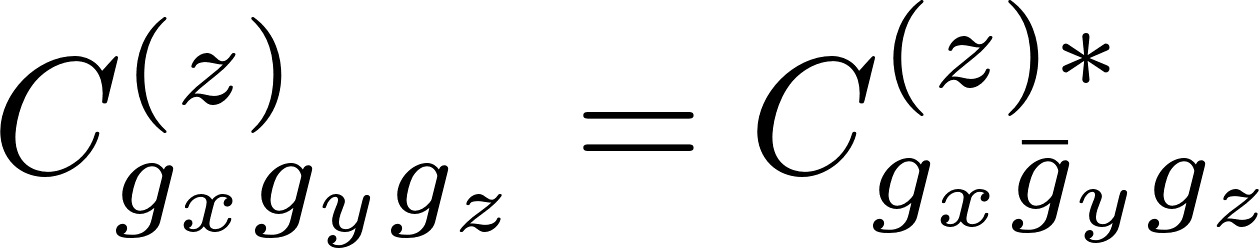 $C^{(z)}_{g_x g_y g_z} = C^{(z)*}_{g_x \bar{g}_y g_z}$